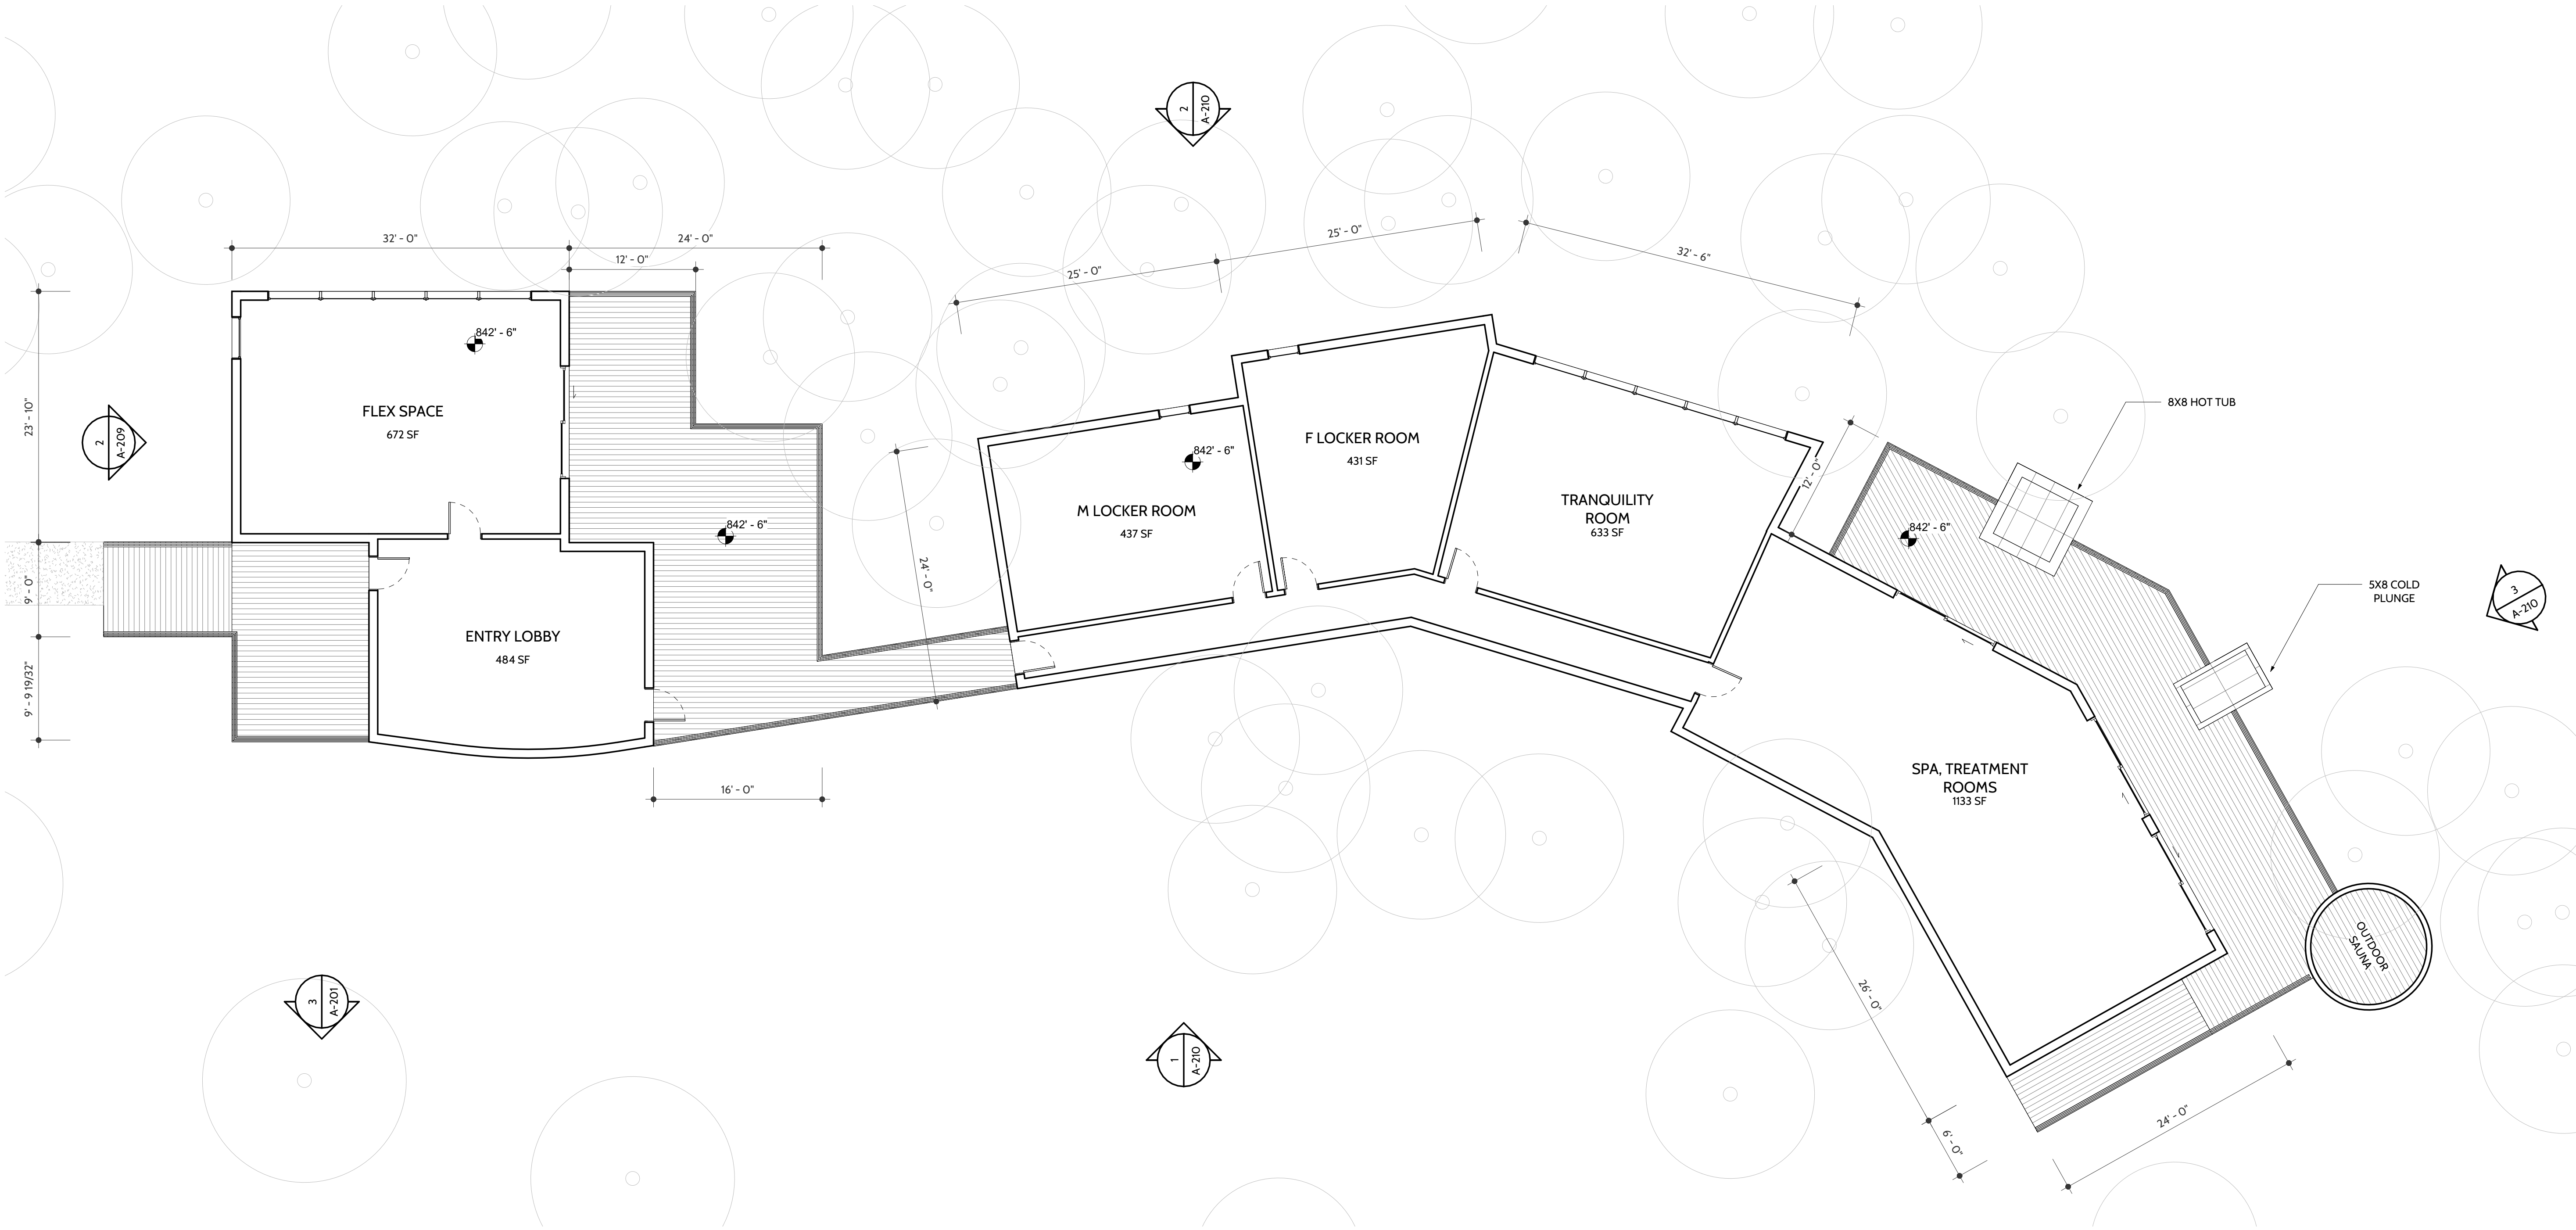 2
A-210
25' - 0"
32' - 6"
32' - 0"
24' - 0"
12' - 0"
25' - 0"
842' - 6"
23' - 10"
8X8 HOT TUB
FLEX SPACE
672 SF
2
A-209
F LOCKER ROOM
431 SF
842' - 6"
12' - 0"
M LOCKER ROOM
437 SF
TRANQUILITY
ROOM
633 SF
842' - 6"
842' - 6"
24' - 0"
9' - 0"
5X8 COLD
PLUNGE
3
A-210
ENTRY LOBBY
484 SF
9' - 9 19/32"
16' - 0"
SPA, TREATMENT
ROOMS
1133 SF
OUTDOOR
SAUNA
3
A-201
26' - 0"
1
A-210
24' - 0"
6' - 0"